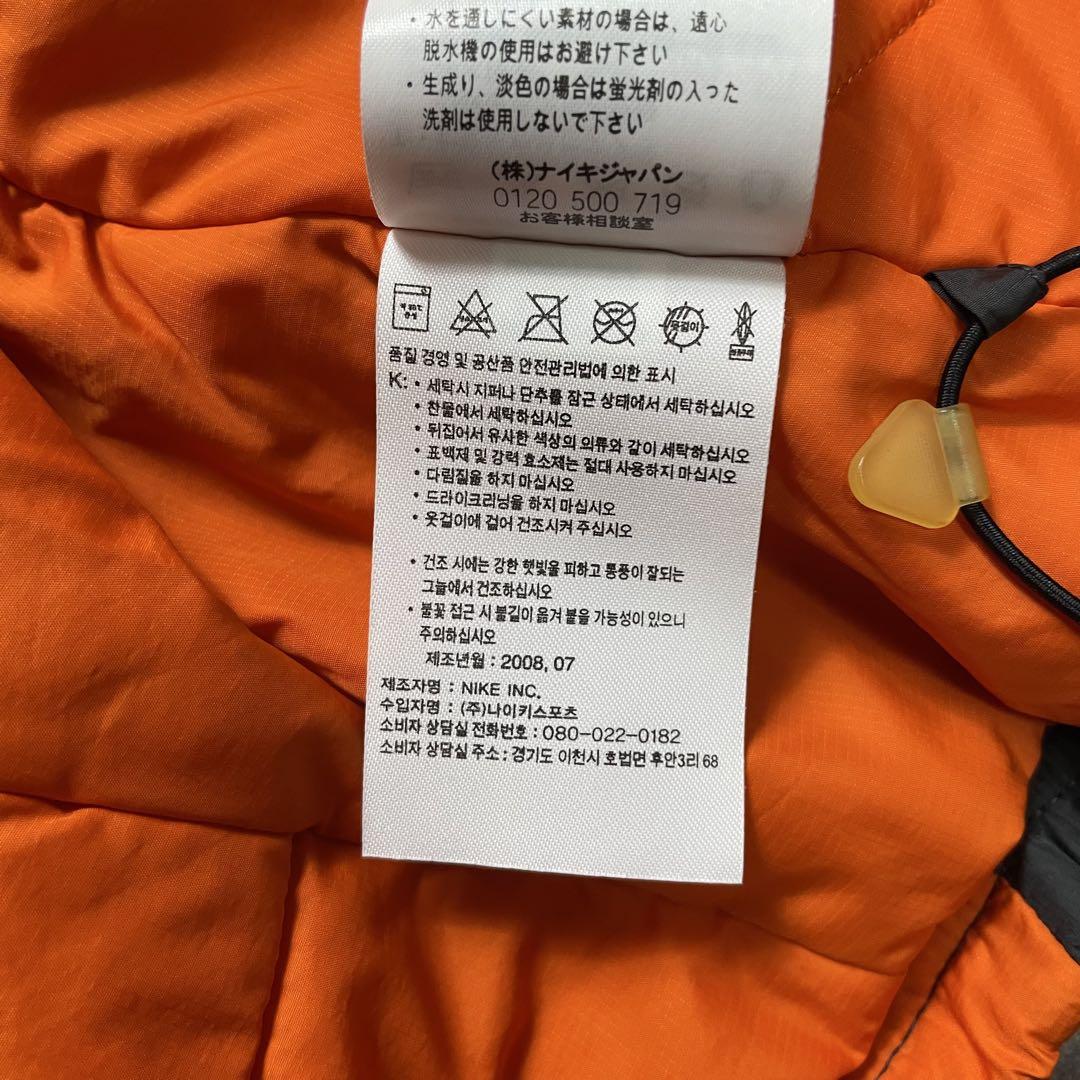 ・水を通しにくい素材の場合は、遠心
脱水機の使用はお避け下さい
・生成り、淡色の場合は蛍光剤の入った
洗剤は使用しないで下さい
(株)ナイキジャパン
0120 500 719
お客様相談室
옷걸이
품질 경영 및 공산품 안전관리법에 의한 표시
K: • 세탁시 지퍼나 단추를 잠근 상태에서 세탁하십시오
• 찬물에서 세탁하십시오
• 뒤집어서 유사한 색상의 의류와 같이 세탁하십시오
• 표백제 및 강력 효소제는 절대 사용하지 마십시오
• 다림질을 하지 마십시오
• 드라이크리닝을 하지 마십시오
• 옷걸이에 걸어 건조시켜 주십시오
• 건조 시에는 강한 햇빛을 피하고 통풍이 잘되는
그늘에서 건조하십시오
• 불꽃 접근 시 불길이 옮겨 붙을 가능성이 있으니
주의하십시오
제조년월 : 2008, 07
제조자명 : NIKE INC.
수입자명 : (주)나이키스포츠
소비자 상담실 전화번호 : 080-022-0182
소비자 상담실 주소 : 경기도 이천시 호법면 후안3리 68